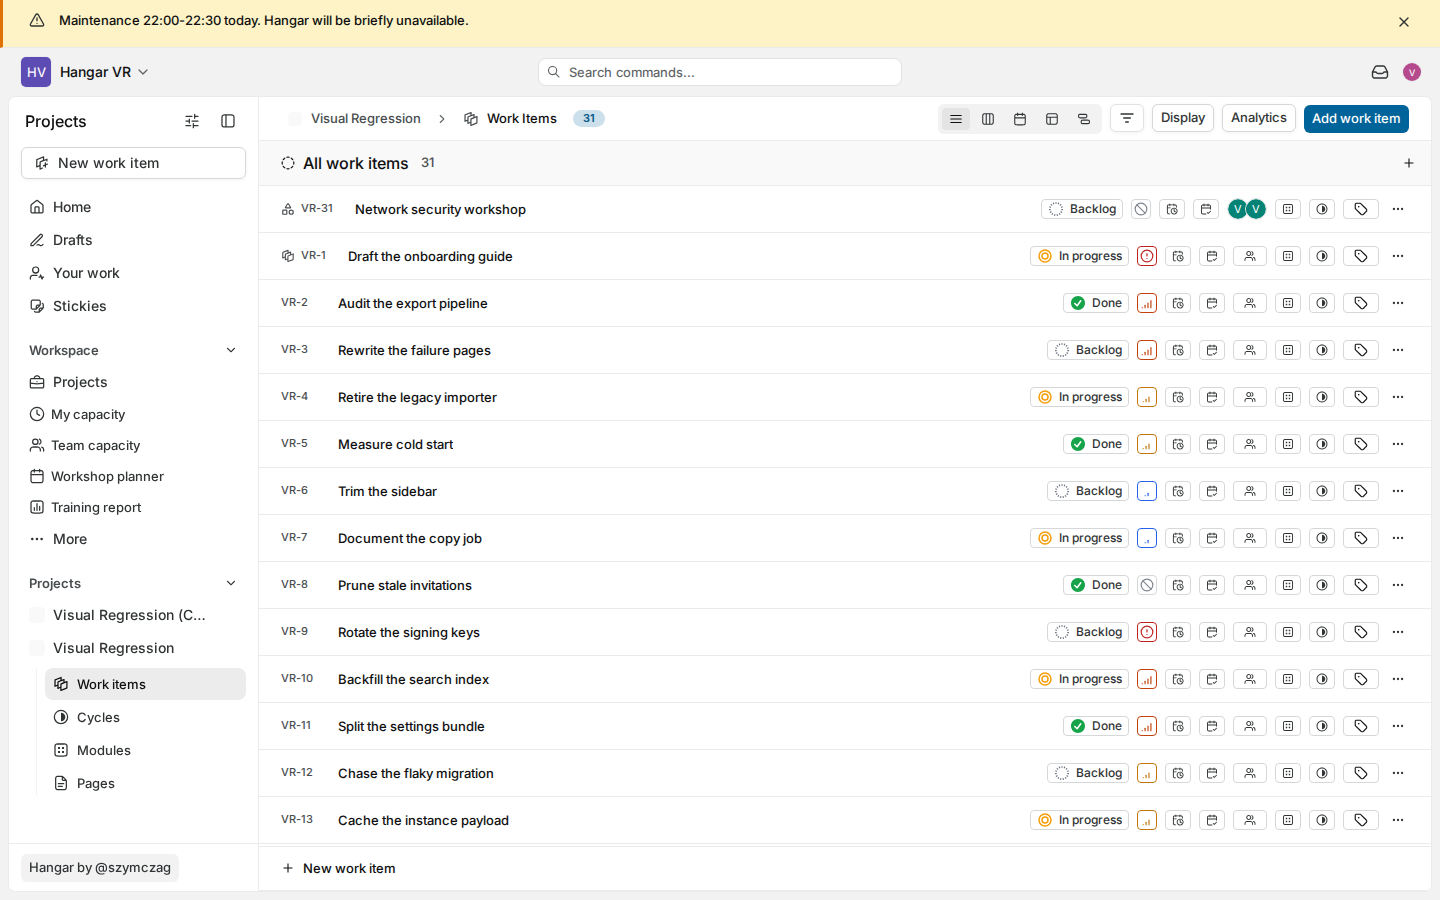 Maintenance 22:00-22:30 today. Hangar will be briefly unavailable.
HV Hangar VR
Search commands...
V
Projects
New work item
Home
Drafts
Your work
Stickies
Workspace
Projects
My capacity
Team capacity
Workshop planner
Training report
More
Projects
Visual Regression (C...
Visual Regression
Work items
Cycles
Modules
Pages
Hangar by @szymczag
Visual Regression
Work Items 31
Display
Analytics
Add work item
All work items 31
VR-31 Network security workshop Backlog V V
VR-1 Draft the onboarding guide In progress
VR-2 Audit the export pipeline Done
VR-3 Rewrite the failure pages Backlog
VR-4 Retire the legacy importer In progress
VR-5 Measure cold start Done
VR-6 Trim the sidebar Backlog
VR-7 Document the copy job In progress
VR-8 Prune stale invitations Done
VR-9 Rotate the signing keys Backlog
VR-10 Backfill the search index In progress
VR-11 Split the settings bundle Done
VR-12 Chase the flaky migration Backlog
VR-13 Cache the instance payload In progress
New work item